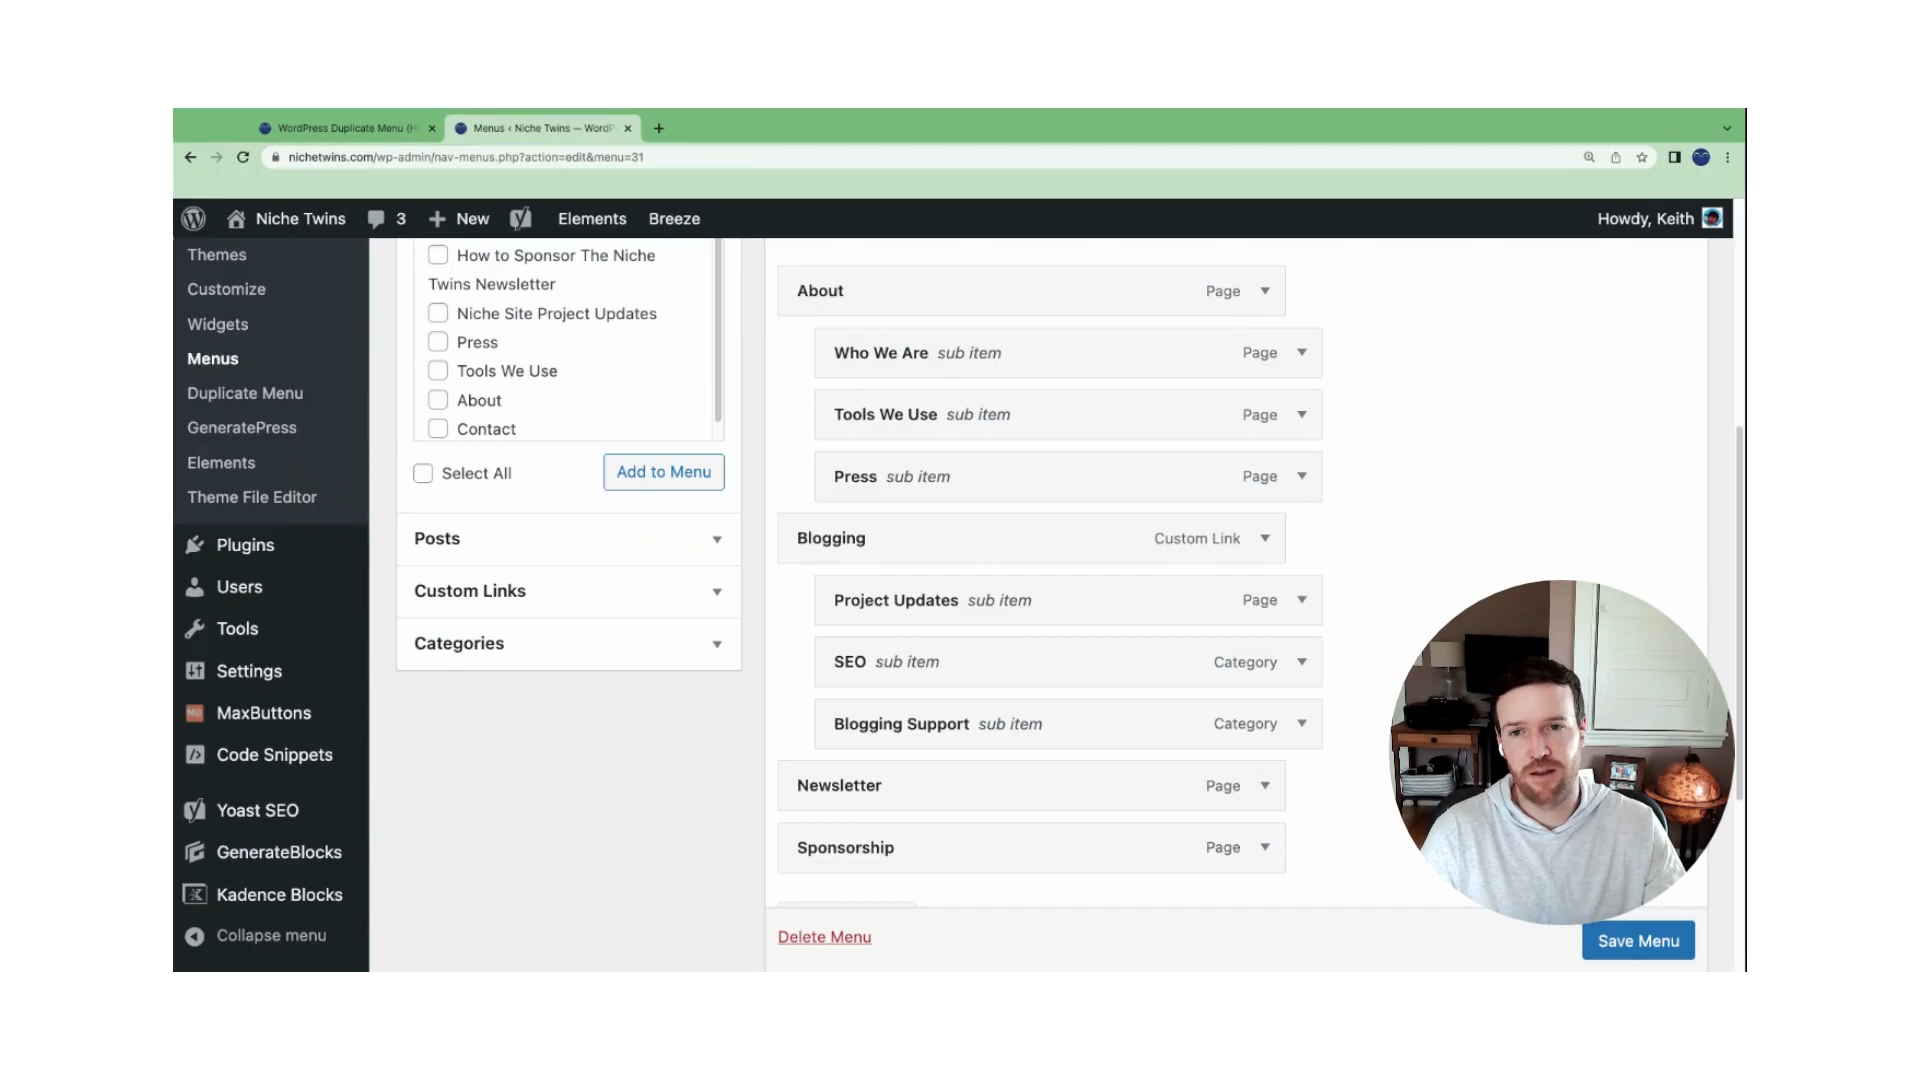 WordPress Duplicate Menu (H
Menus ‹ Niche Twins — WordP
nichetwins.com/wp-admin/nav-menus.php?action=edit&menu=31
Niche Twins
3
New
Elements
Breeze
Howdy, Keith
Themes
Customize
Widgets
Menus
Duplicate Menu
GeneratePress
Elements
Theme File Editor
Plugins
Users
Tools
Settings
MaxButtons
Code Snippets
Yoast SEO
GenerateBlocks
Kadence Blocks
Collapse menu
How to Sponsor The Niche
Twins Newsletter
Niche Site Project Updates
Press
Tools We Use
About
Contact
Select All
Add to Menu
Posts
Custom Links
Categories
About Page
Who We Are sub item Page
Tools We Use sub item Page
Press sub item Page
Blogging Custom Link
Project Updates sub item Page
SEO sub item Category
Blogging Support sub item Category
Newsletter Page
Sponsorship Page
Delete Menu
Save Menu